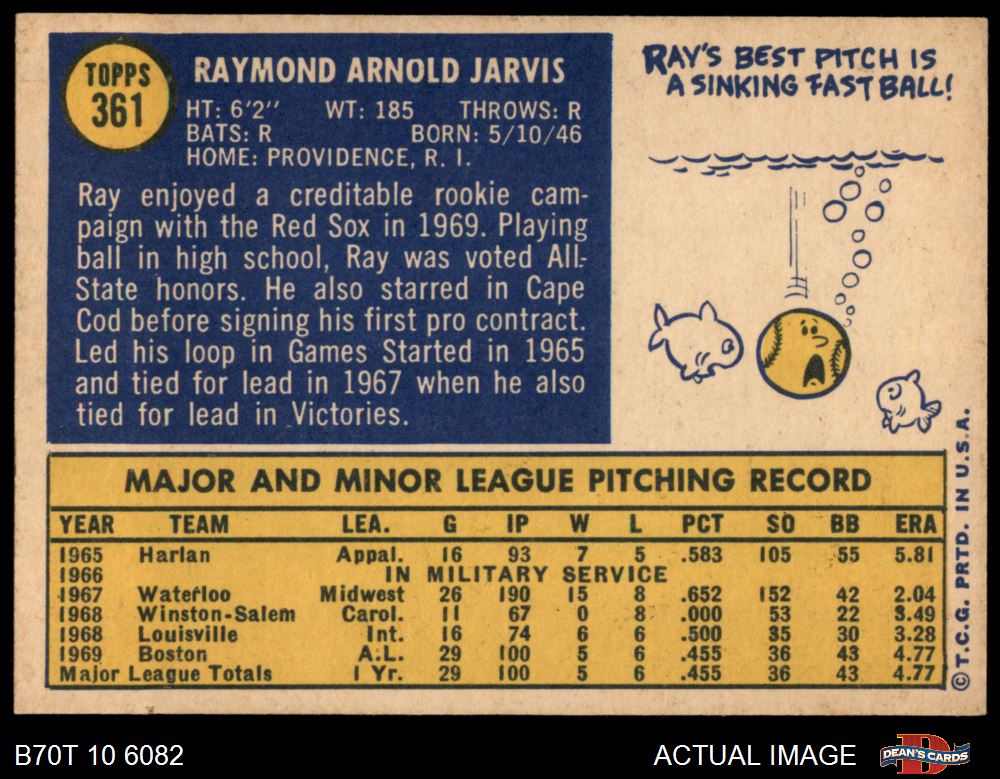 TOPPS
361
RAYMOND ARNOLD JARVIS
HT: 6'2" WT: 185 THROWS: R
BATS: R BORN: 5/10/46
HOME: PROVIDENCE, R. I.
Ray enjoyed a creditable rookie cam-
paign with the Red Sox in 1969. Playing
ball in high school, Ray was voted All-
State honors. He also starred in Cape
Cod before signing his first pro contract.
Led his loop in Games Started in 1965
and tied for lead in 1967 when he also
tied for lead in Victories.
RAY'S BEST PITCH IS
A SINKING FAST BALL!
MAJOR AND MINOR LEAGUE PITCHING RECORD
YEAR TEAM LEA. G IP W L PCT SO BB ERA
1965 Harlan Appal. 16 93 7 5 .583 105 55 5.81
1966 IN MILITARY SERVICE
1967 Waterloo Midwest 26 190 15 8 .652 152 42 2.04
1968 Winston-Salem Carol. 11 67 0 8 .000 53 22 3.49
1968 Louisville Int. 16 74 6 6 .500 35 30 3.28
1969 Boston A.L. 29 100 5 6 .455 36 43 4.77
Major League Totals 1 Yr. 29 100 5 6 .455 36 43 4.77
© T.C.G. PRTD. IN U.S.A.
B70T 10 6082
ACTUAL IMAGE
DEAN'S CARDS